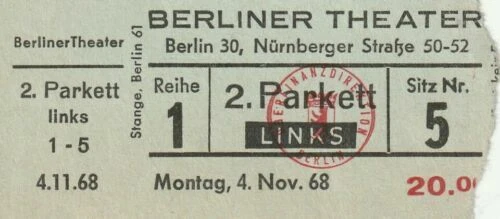 BerlinerTheater
2. Parkett
links
1 - 5
4.11.68
Stange, Berlin 61
BERLINER THEATER
Berlin 30, Nürnberger Straße 50-52
Reihe
1
2. Parkett
LINKS
Sitz Nr.
5
BERLIN
Montag, 4. Nov. 68
20.00